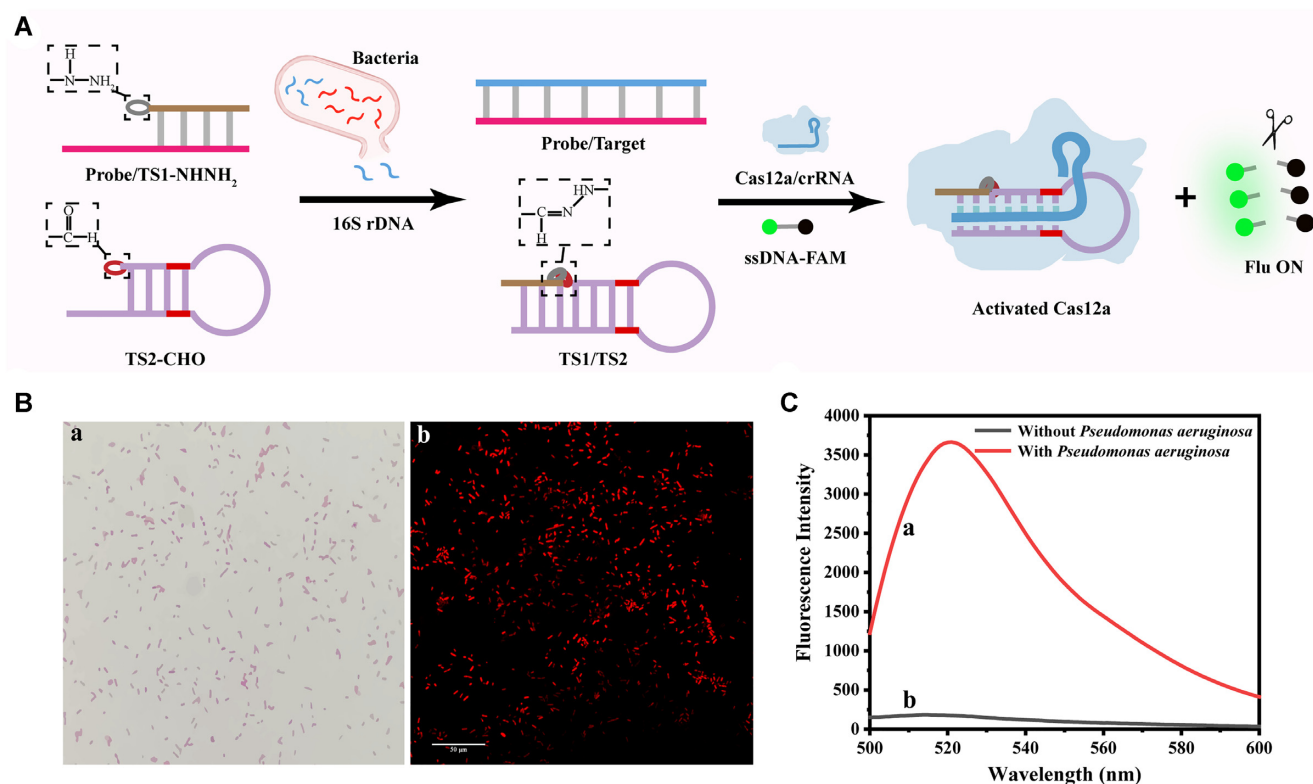 A
H
N—NH₂
Probe/TS1-NHNH₂
Bacteria
16S rDNA
Probe/Target
O
C
H
TS2-CHO
HN
C
N
H
TS1/TS2
Cas12a/crRNA
ssDNA-FAM
Activated Cas12a
+
Flu ON
B
a
b
50 μm
C
Fluorescence Intensity
4000
3500
3000
2500
2000
1500
1000
500
0
Without Pseudomonas aeruginosa
With Pseudomonas aeruginosa
a
b
500 520 540 560 580 600
Wavelength (nm)